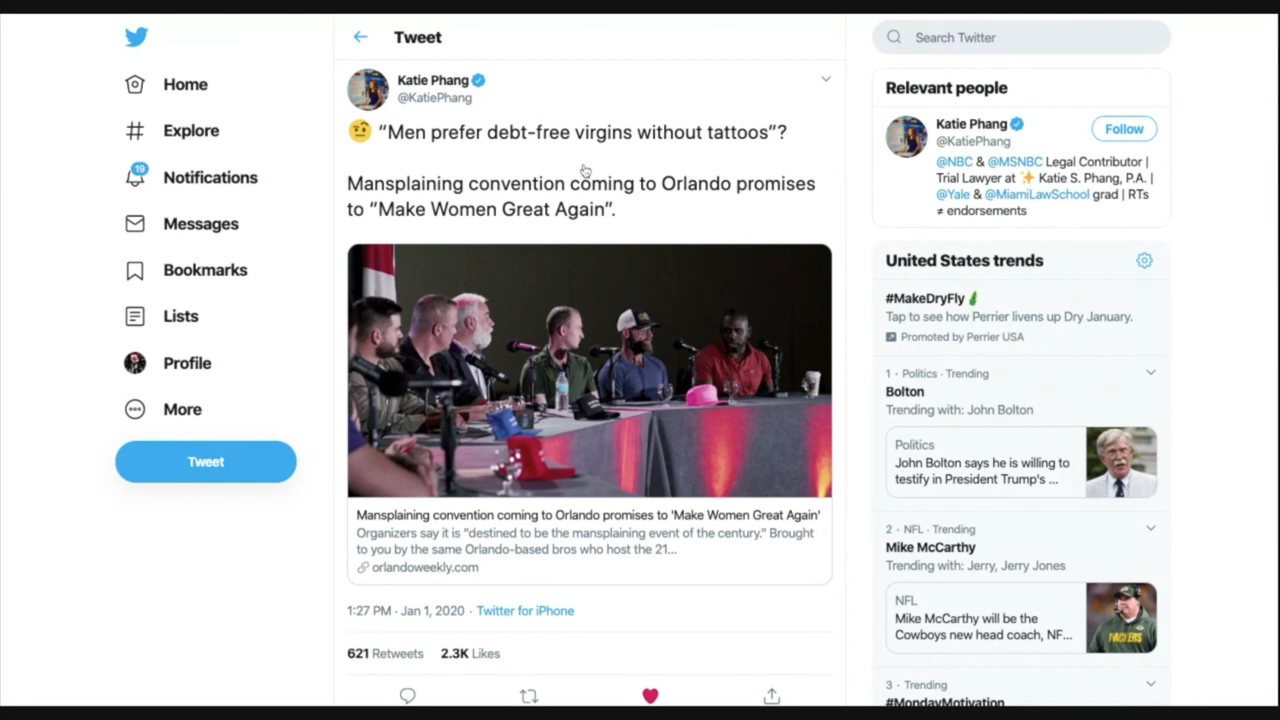 Home
Explore
19
Notifications
Messages
Bookmarks
Lists
Profile
More
Tweet
Tweet
Katie Phang
@KatiePhang
“Men prefer debt-free virgins without tattoos”?
Mansplaining convention coming to Orlando promises
to “Make Women Great Again”.
Mansplaining convention coming to Orlando promises to 'Make Women Great Again'
Organizers say it is "destined to be the mansplaining event of the century." Brought
to you by the same Orlando-based bros who host the 21...
orlandoweekly.com
1:27 PM · Jan 1, 2020 · Twitter for iPhone
621 Retweets 2.3K Likes
Search Twitter
Relevant people
Katie Phang
@KatiePhang
Follow
@NBC & @MSNBC Legal Contributor |
Trial Lawyer at ✨ Katie S. Phang, P.A. |
@Yale & @MiamiLawSchool grad | RTs
≠ endorsements
United States trends
#MakeDryFly
Tap to see how Perrier livens up Dry January.
Promoted by Perrier USA
1 · Politics · Trending
Bolton
Trending with: John Bolton
Politics
John Bolton says he is willing to
testify in President Trump's ...
2 · NFL · Trending
Mike McCarthy
Trending with: Jerry, Jerry Jones
NFL
Mike McCarthy will be the
Cowboys new head coach, NF...
PACKERS
3 · Trending
#MondayMotivation